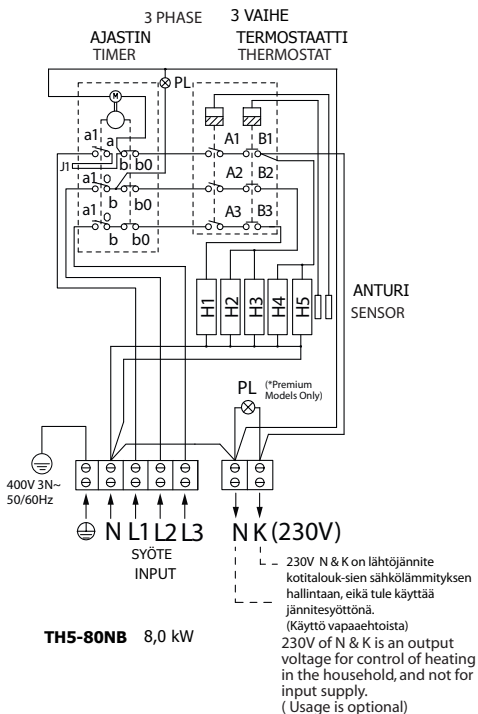 3 PHASE 3 VAIHE
AJASTIN TERMOSTAATTI
TIMER THERMOSTAT
PL
M
a1 a A1 B1
J1 b b0
a1 0 A2 B2
b b0
a1 0 A3 B3
b b0
H1 H2 H3 H4 H5
ANTURI
SENSOR
PL (*Premium
Models Only)
400V 3N~
50/60Hz
N L1 L2 L3 N K (230V)
SYÖTE
INPUT
230V N & K on lähtöjännite
kotitalouk-sien sähkölämmityksen
hallintaan, eikä tule käyttää
jännitesyöttönä.
(Käyttö vapaaehtoista)
TH5-80NB 8,0 kW
230V of N & K is an output
voltage for control of heating
in the household, and not for
input supply.
( Usage is optional)